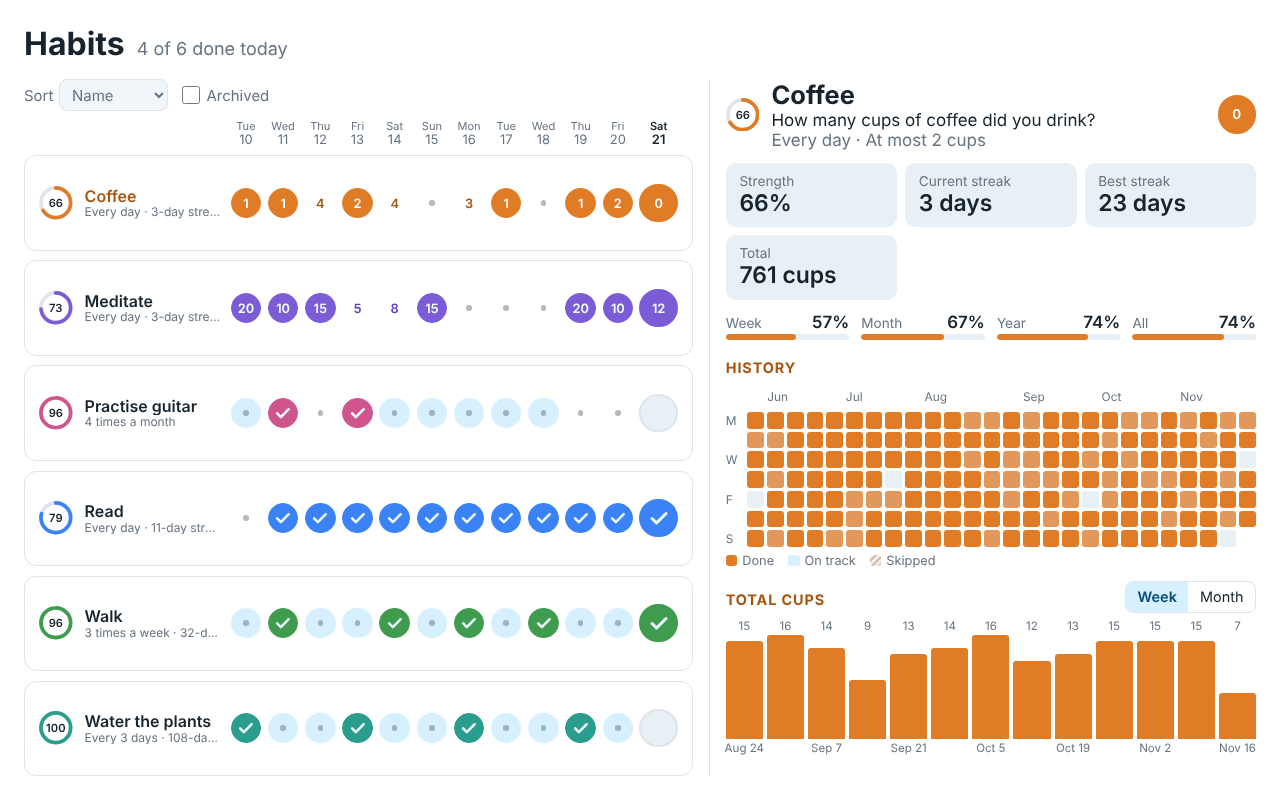 Habits 4 of 6 done today
Sort Name Archived
Tue Wed Thu Fri Sat Sun Mon Tue Wed Thu Fri Sat
10 11 12 13 14 15 16 17 18 19 20 21
66 Coffee 1 1 4 2 4 3 1 1 2 0
Every day · 3-day stre...
73 Meditate 20 10 15 5 8 15 20 10 12
Every day · 3-day stre...
96 Practise guitar
4 times a month
79 Read
Every day · 11-day str...
96 Walk
3 times a week · 32-d...
100 Water the plants
Every 3 days · 108-da...
66 Coffee 0
How many cups of coffee did you drink?
Every day · At most 2 cups
Strength Current streak Best streak
66% 3 days 23 days
Total
761 cups
Week 57% Month 67% Year 74% All 74%
HISTORY
Jun Jul Aug Sep Oct Nov
M
W
F
S
Done On track Skipped
TOTAL CUPS Week Month
15 16 14 9 13 14 16 12 13 15 15 15 7
Aug 24 Sep 7 Sep 21 Oct 5 Oct 19 Nov 2 Nov 16